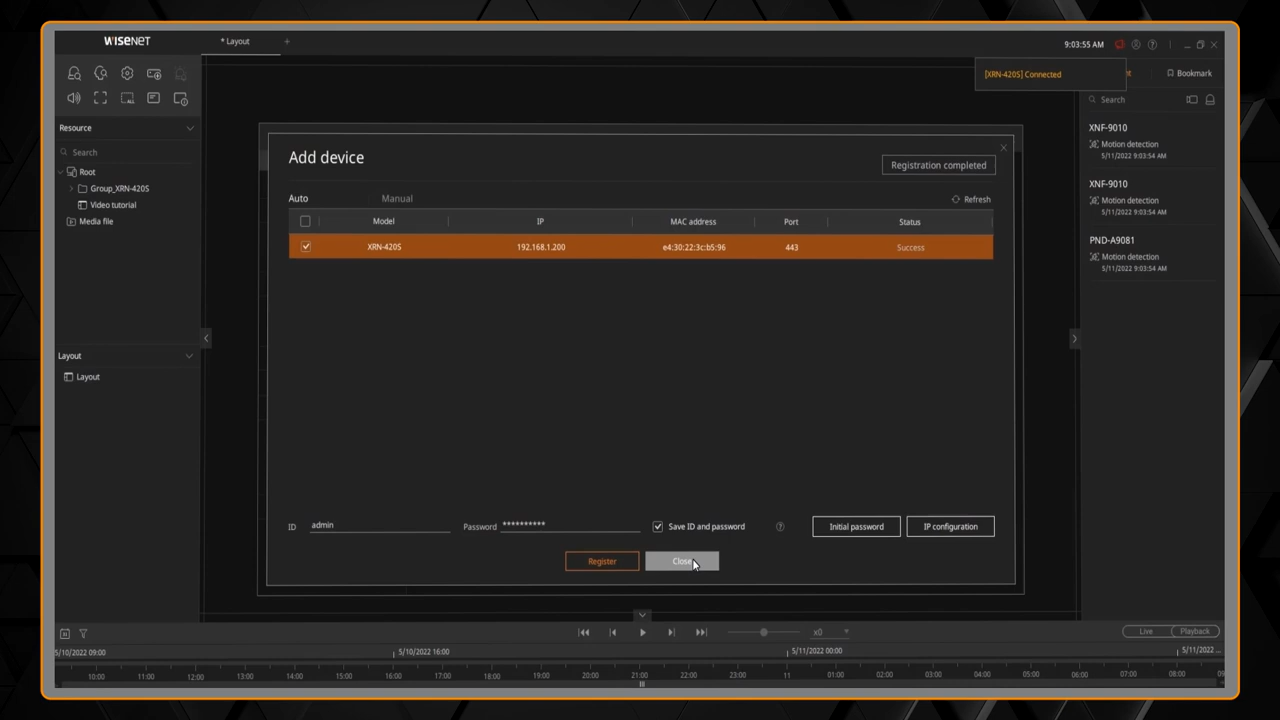 WISENET
* Layout
+
9:03:55 AM
[XRN-420S] Connected
Bookmark
Resource
Search
Root
Group_XRN-420S
Video tutorial
Media file
Layout
Layout
Add device
Registration completed
Auto
Manual
Refresh
Model
IP
MAC address
Port
Status
XRN-420S
192.168.1.200
e4:30:22:3c:b5:96
443
Success
ID
admin
Password
**********
Save ID and password
Initial password
IP configuration
Register
Close
Search
XNF-9010
Motion detection
5/11/2022 9:03:54 AM
XNF-9010
Motion detection
5/11/2022 9:03:54 AM
PND-A9081
Motion detection
5/11/2022 9:03:54 AM
x0
Live
Playback
5/10/2022 09:00
5/10/2022 16:00
5/11/2022 00:00
5/11/2022 ...
10:00 11:00 12:00 13:00 14:00 15:00 16:00 17:00 18:00 19:00 20:00 21:00 22:00 23:00 11 01:00 02:00 03:00 04:00 05:00 06:00 07:00 08:00